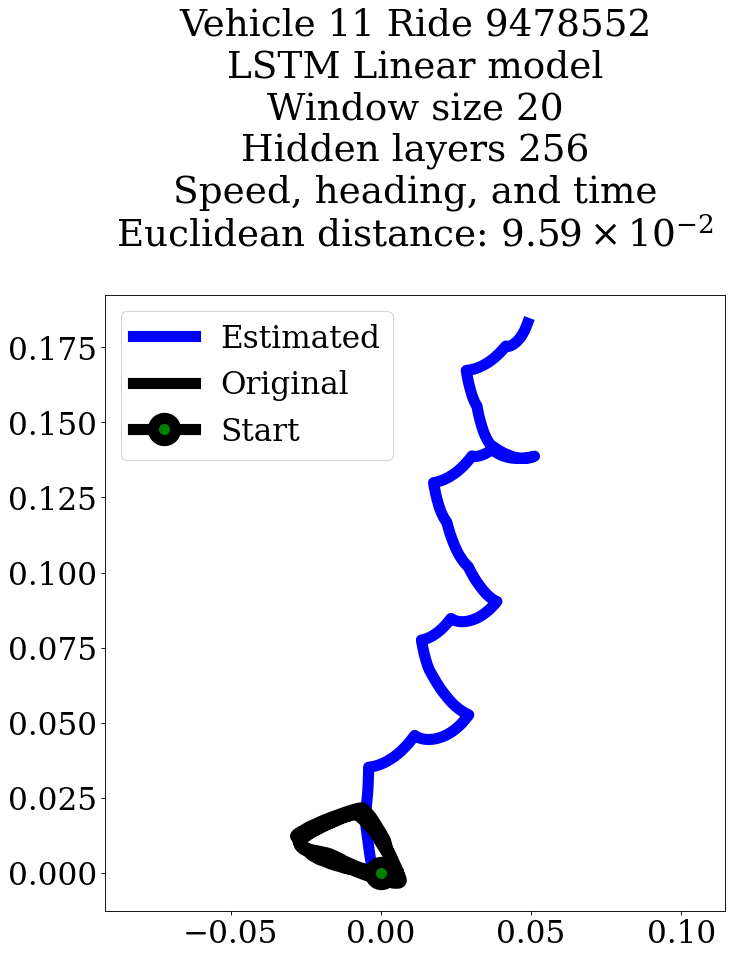 Vehicle 11 Ride 9478552
LSTM Linear model
Window size 20
Hidden layers 256
Speed, heading, and time
Euclidean distance: 9.59 × 10⁻²
Estimated
Original
Start
0.175
0.150
0.125
0.100
0.075
0.050
0.025
0.000
−0.05 0.00 0.05 0.10